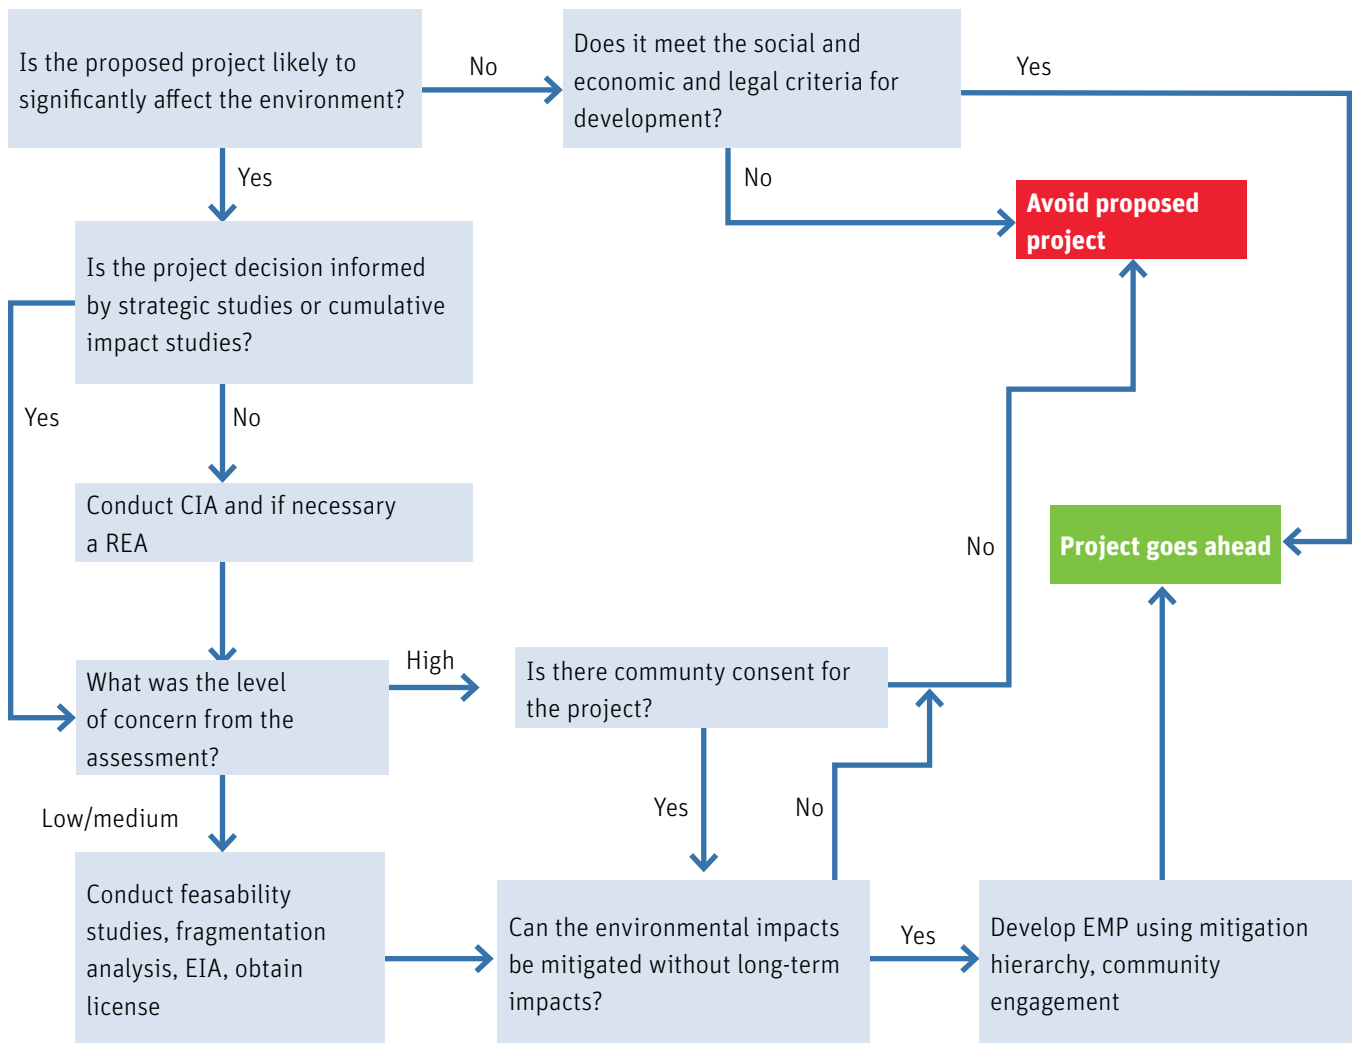 Is the proposed project likely to
significantly affect the environment?
No
Does it meet the social and
economic and legal criteria for
development?
Yes
Yes
No
Avoid proposed
project
Is the project decision informed
by strategic studies or cumulative
impact studies?
Yes
No
Conduct CIA and if necessary
a REA
No
Project goes ahead
What was the level
of concern from the
assessment?
High
Is there communty consent for
the project?
Low/medium
Yes
No
Conduct feasability
studies, fragmentation
analysis, EIA, obtain
license
Can the environmental impacts
be mitigated without long-term
impacts?
Yes
Develop EMP using mitigation
hierarchy, community
engagement